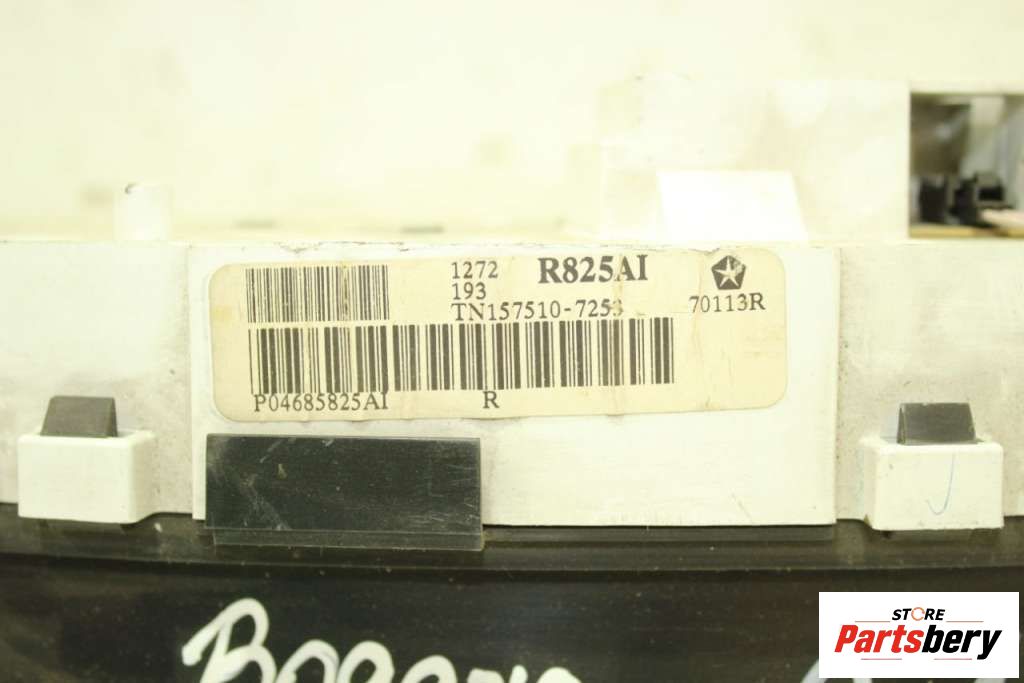 1272 R825AI
193
TN157510-7253 70113R
P04685825AI R
STORE
Partsbery